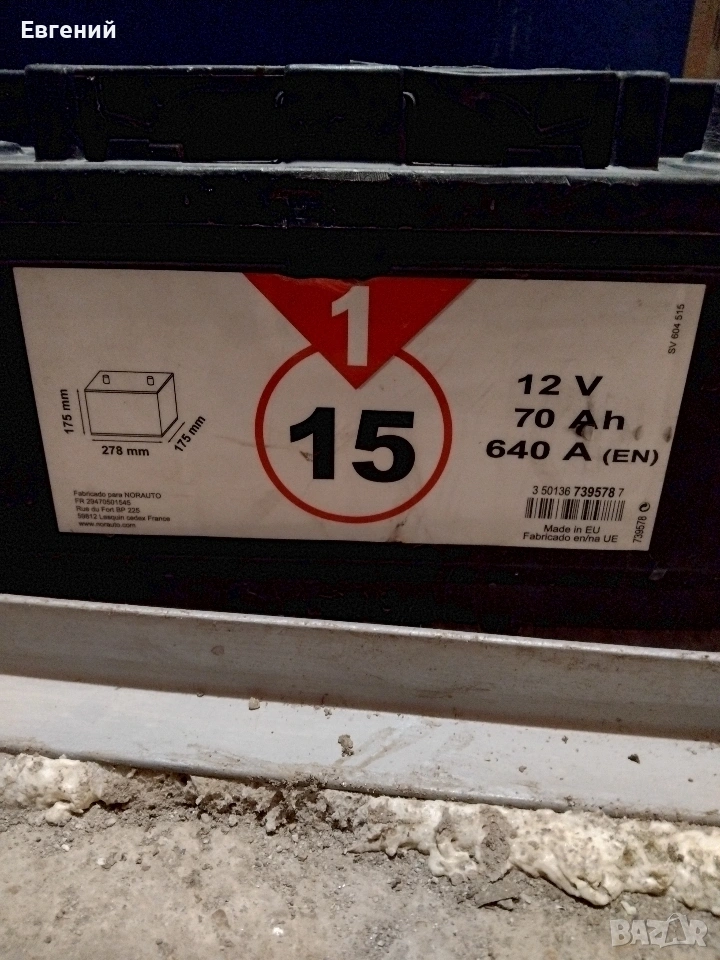 Евгений
1
15
175 mm
278 mm
175 mm
12 V
70 Ah
640 A (EN)
SV 604 515
3 50136 739578 7
Made in EU
Fabricado en/na UE
739578
Fabricado para NORAUTO
FR 29470501545
Rue du Fort BP 225
59812 Lesquin cedex France
www.norauto.com
BAZAR